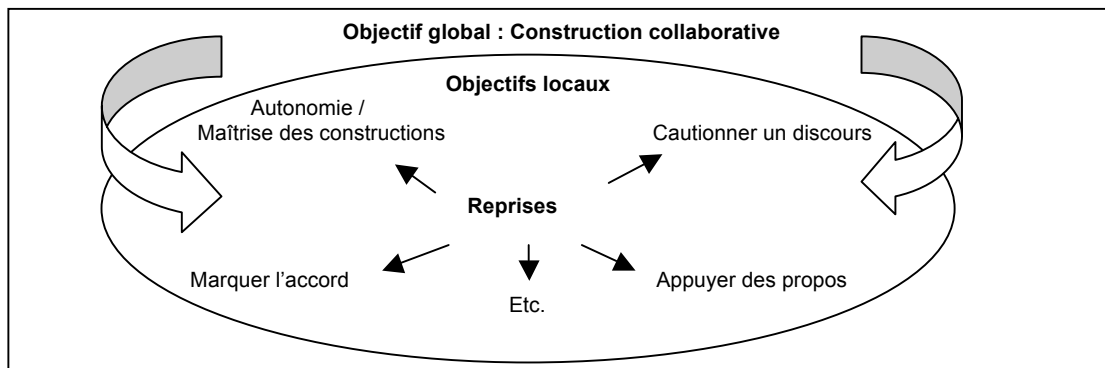 Objectif global : Construction collaborative
Objectifs locaux
Autonomie /
Maîtrise des constructions
Cautionner un discours
Reprises
Marquer l’accord
Appuyer des propos
Etc.